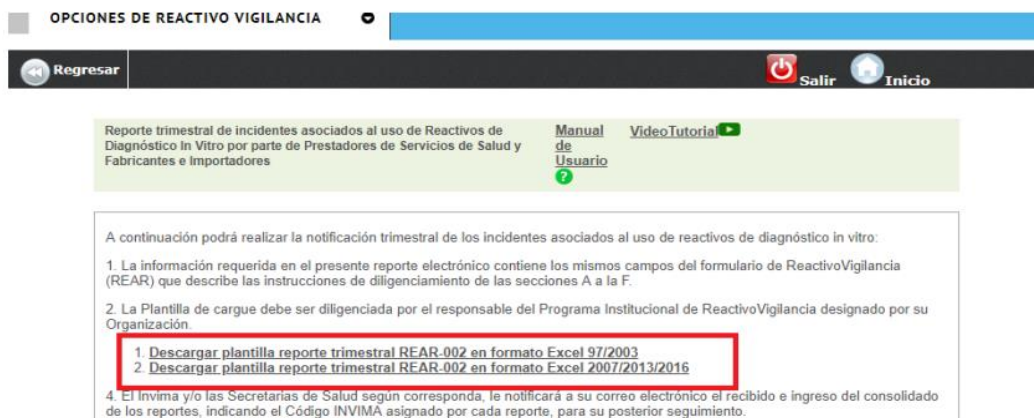 OPCIONES DE REACTIVO VIGILANCIA
Regresar
Salir
Inicio
Reporte trimestral de incidentes asociados al uso de Reactivos de
Diagnóstico In Vitro por parte de Prestadores de Servicios de Salud y
Fabricantes e Importadores
Manual
de
Usuario
?
VideoTutorial
A continuación podrá realizar la notificación trimestral de los incidentes asociados al uso de reactivos de diagnóstico in vitro:
1. La información requerida en el presente reporte electrónico contiene los mismos campos del formulario de ReactivoVigilancia
(REAR) que describe las instrucciones de diligenciamiento de las secciones A a la F.
2. La Plantilla de cargue debe ser diligenciada por el responsable del Programa Institucional de ReactivoVigilancia designado por su
Organización.
1. Descargar plantilla reporte trimestral REAR-002 en formato Excel 97/2003
2. Descargar plantilla reporte trimestral REAR-002 en formato Excel 2007/2013/2016
4. El Invima y/o las Secretarias de Salud según corresponda, le notificará a su correo electrónico el recibido e ingreso del consolidado
de los reportes, indicando el Código INVIMA asignado por cada reporte, para su posterior seguimiento.